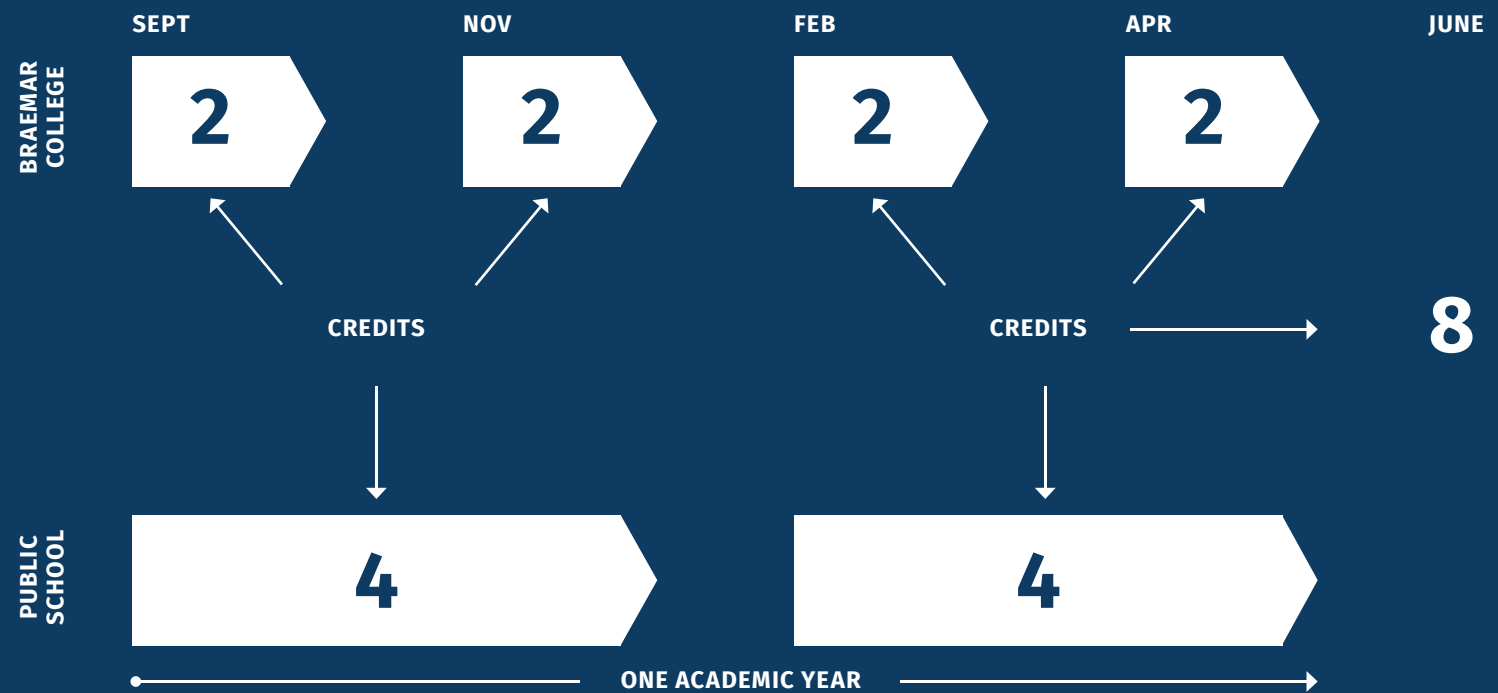 SEPT
NOV
FEB
APR
JUNE
BRAEMAR
COLLEGE
2
2
2
2
CREDITS
CREDITS
8
PUBLIC
SCHOOL
4
4
ONE ACADEMIC YEAR